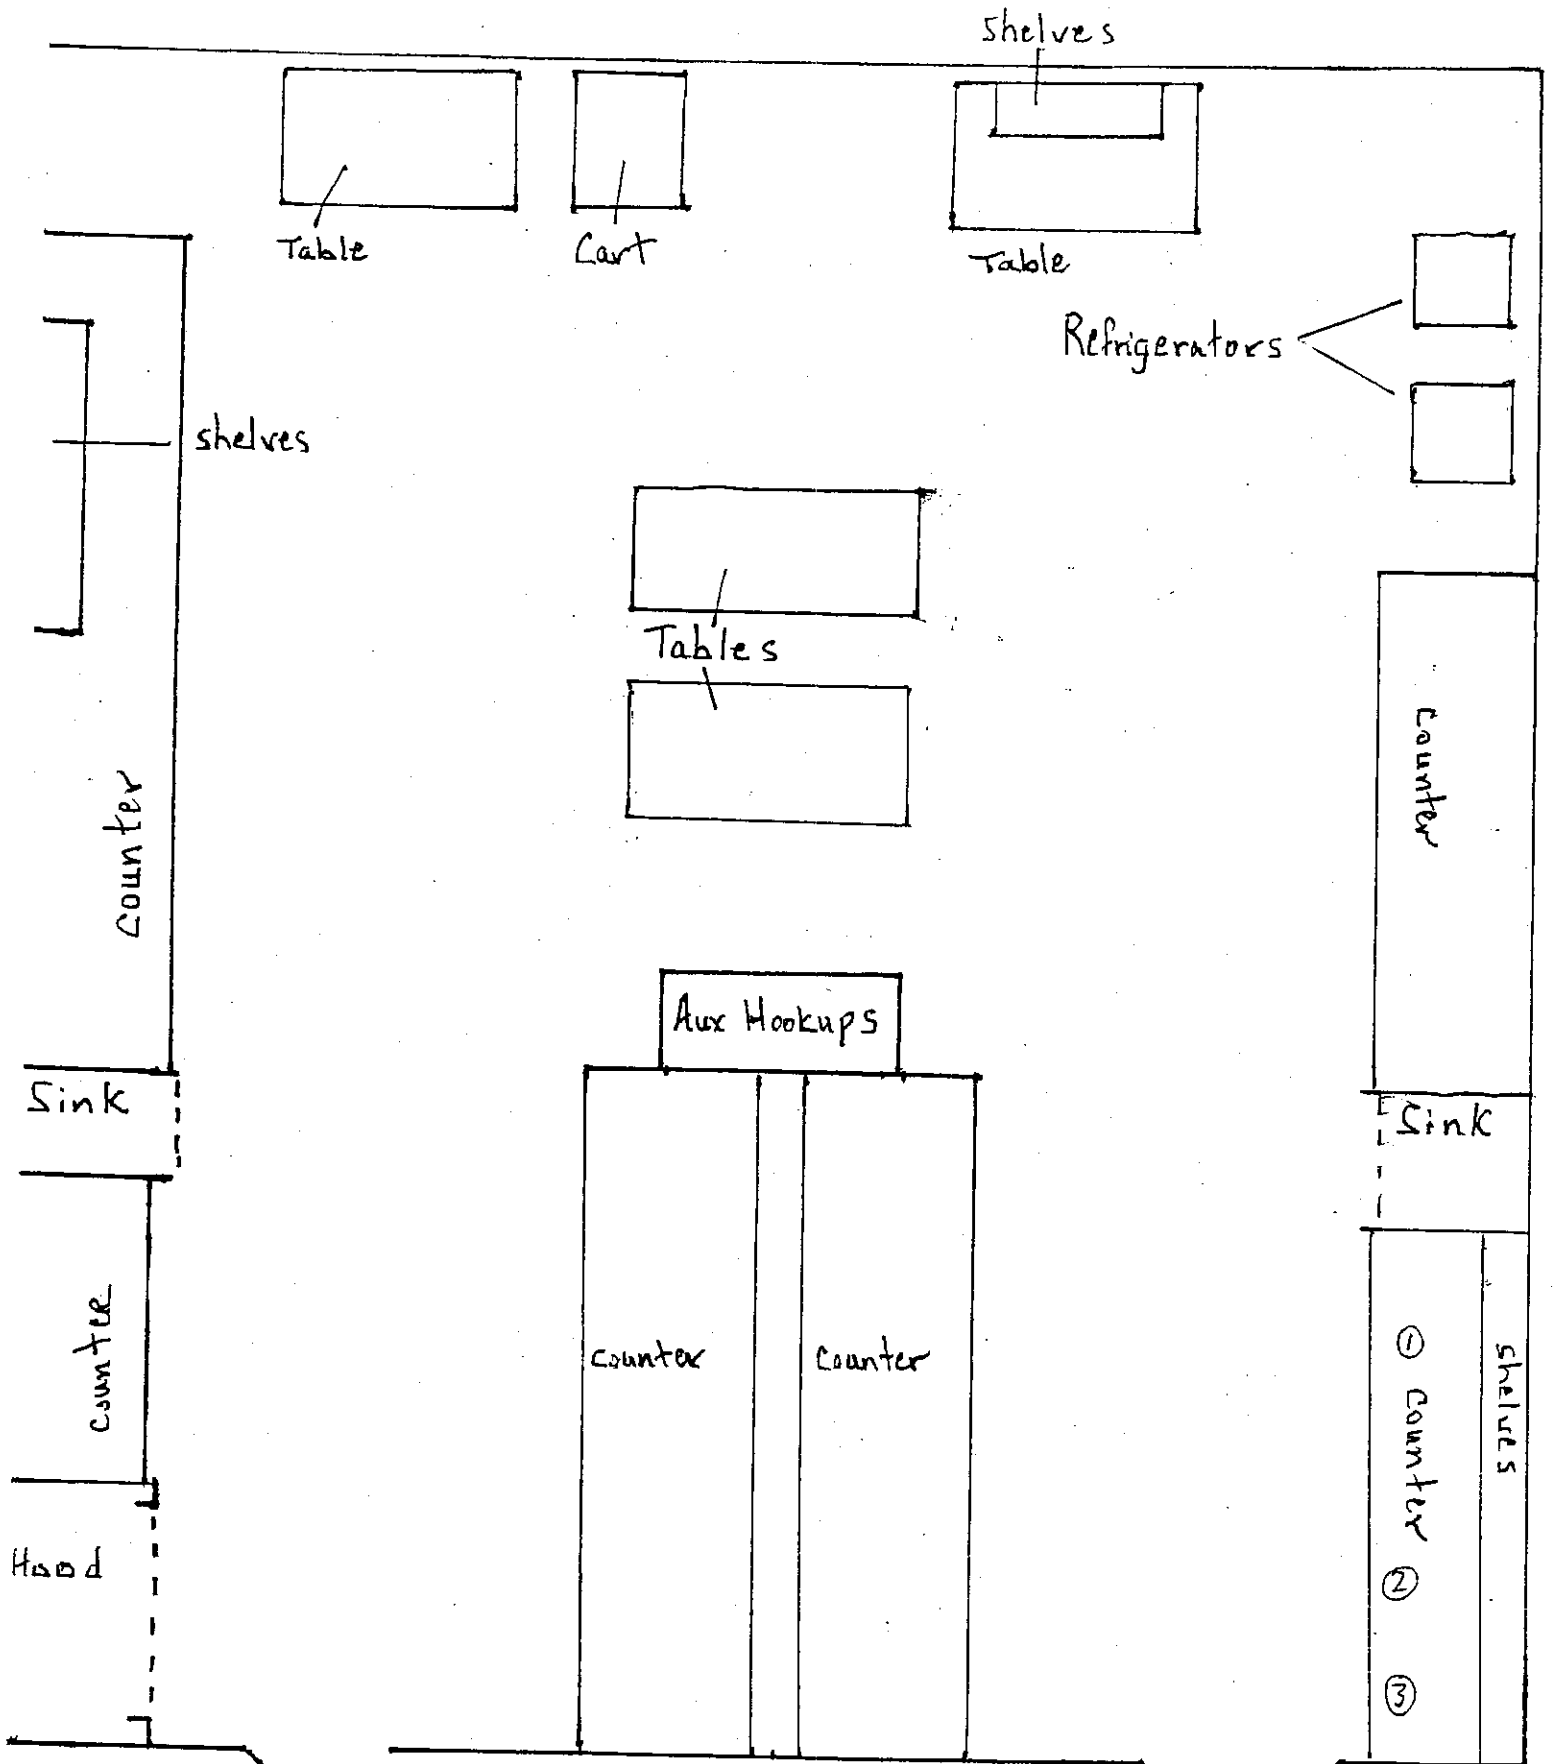 Shelves
Table
Cart
Table
Refrigerators
shelves
Tables
counter
counter
Aux Hookups
Sink
Sink
counter
counter
counter
① counter
② 
③
shelves
Hood